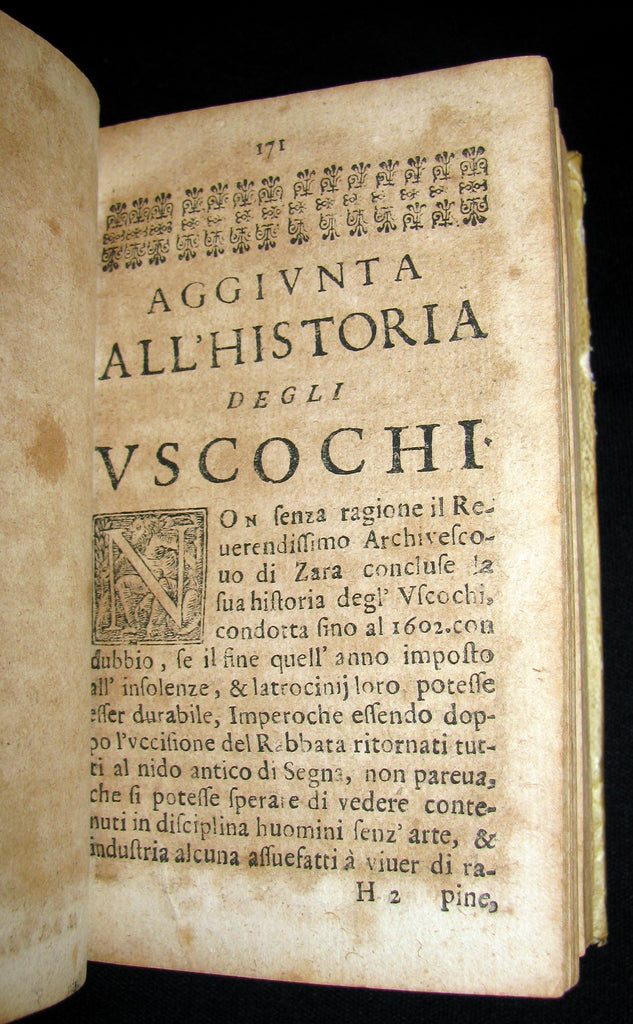 171
AGGIVNTA
ALL'HISTORIA
DEGLI
VSCOCHI.
NOn ſenza ragione il Re-
uerendiſſimo Archiveſco-
uo di Zara concluſe la
ſua hiſtoria degl' Vſcochi,
condotta ſino al 1602. con
dubbio, ſe il fine quell' anno impoſto
all' inſolenze, & latrocinij loro poteſſe
eſſer durabile, Imperoche eſſendo dop-
po l'vcciſione del Rabbata ritornati tut-
ti al nido antico di Segna, non pareua,
che ſi poteſſe ſperare di vedere conte-
nuti in diſciplina huomini ſenz' arte, &
induſtria alcuna aſſuefatti à viuer di ra-
H 2 pine,